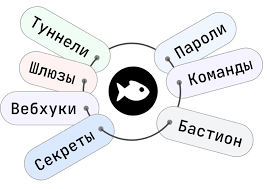 Туннели
Шлюзы
Вебхуки
Секреты
Пароли
Команды
Бастион